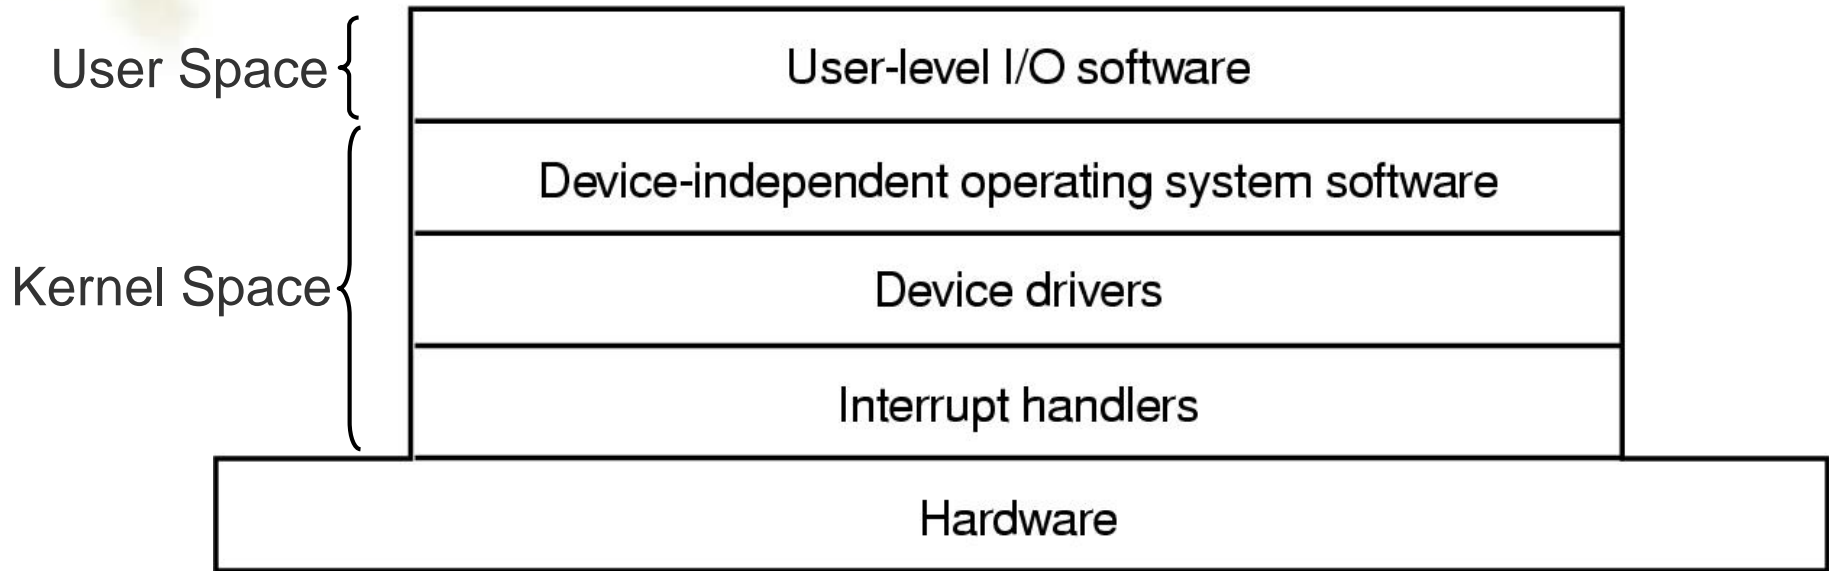 User Space
User-level I/O software
Device-independent operating system software
Kernel Space
Device drivers
Interrupt handlers
Hardware